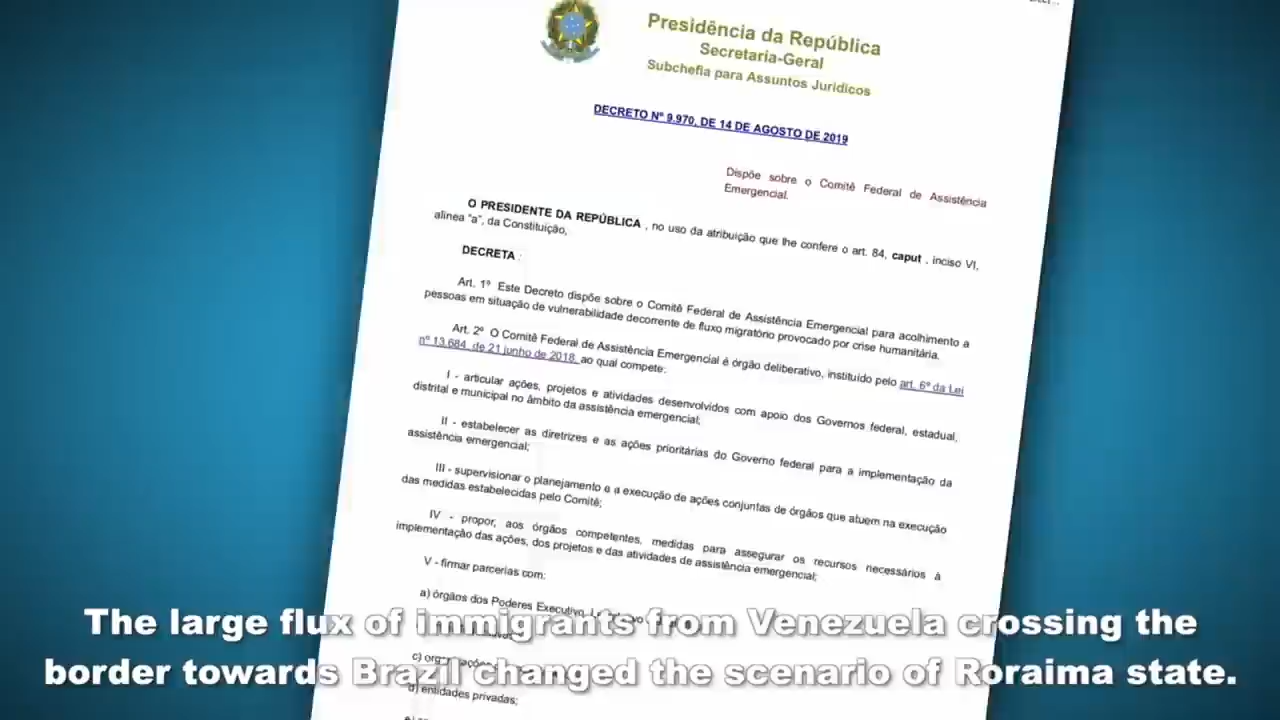 Presidência da República
Secretaria-Geral
Subchefia para Assuntos Jurídicos
DECRETO Nº 9.970, DE 14 DE AGOSTO DE 2019
Dispõe sobre o Comitê Federal de Assistência
Emergencial.
O PRESIDENTE DA REPÚBLICA , no uso da atribuição que lhe confere o art. 84, caput , inciso VI,
alínea "a", da Constituição,
DECRETA :
Art. 1º Este Decreto dispõe sobre o Comitê Federal de Assistência Emergencial para acolhimento a
pessoas em situação de vulnerabilidade decorrente de fluxo migratório provocado por crise humanitária.
Art. 2º O Comitê Federal de Assistência Emergencial é órgão deliberativo, instituído pelo art. 6º da Lei
nº 13.684, de 21 junho de 2018, ao qual compete:
I - articular ações, projetos e atividades desenvolvidos com apoio dos Governos federal, estadual,
distrital e municipal no âmbito da assistência emergencial;
II - estabelecer as diretrizes e as ações prioritárias do Governo federal para a implementação da
assistência emergencial;
III - supervisionar o planejamento e a execução de ações conjuntas de órgãos que atuem na execução
das medidas estabelecidas pelo Comitê;
IV - propor, aos órgãos competentes, medidas para assegurar os recursos necessários à
implementação das ações, dos projetos e das atividades de assistência emergencial;
V - firmar parcerias com:
a) órgãos dos Poderes Executivo,
The large flux of immigrants from Venezuela crossing the
border towards Brazil changed the scenario of Roraima state.
c)
d) entidades privadas;